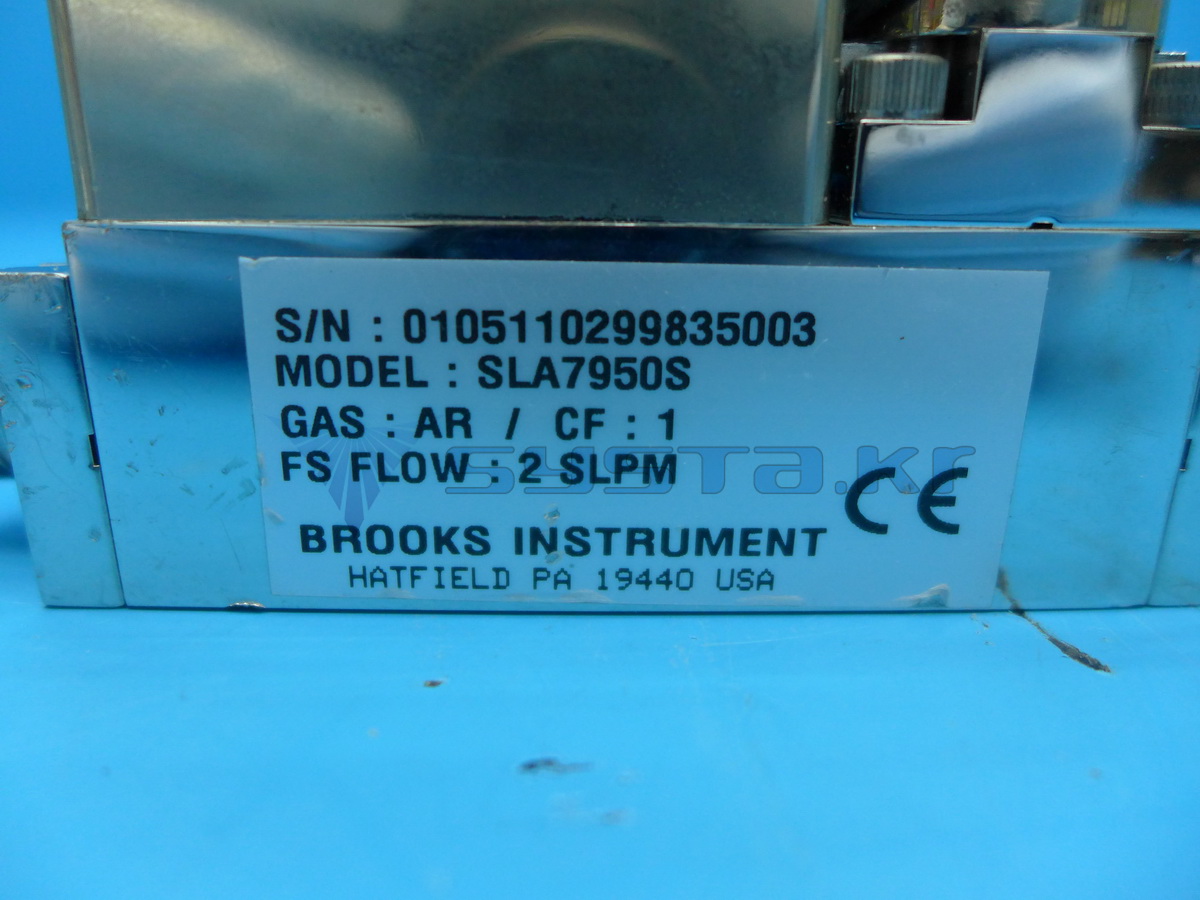 S/N : 0105110299835003
MODEL : SLA7950S
GAS : AR / CF : 1
FS FLOW : 2 SLPM
systa.kr
CE
BROOKS INSTRUMENT
HATFIELD PA 19440 USA